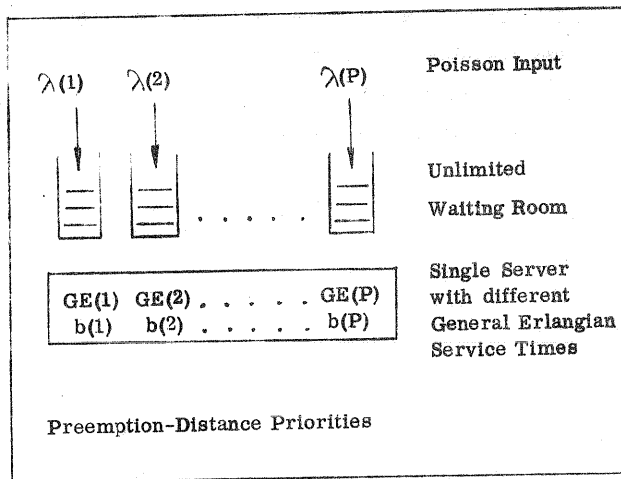 λ(1) λ(2) λ(P)
Poisson Input
Unlimited
Waiting Room
. . . . .
GE(1) GE(2) . . . . . GE(P)
b(1) b(2) . . . . . b(P)
Single Server
with different
General Erlangian
Service Times
Preemption-Distance Priorities